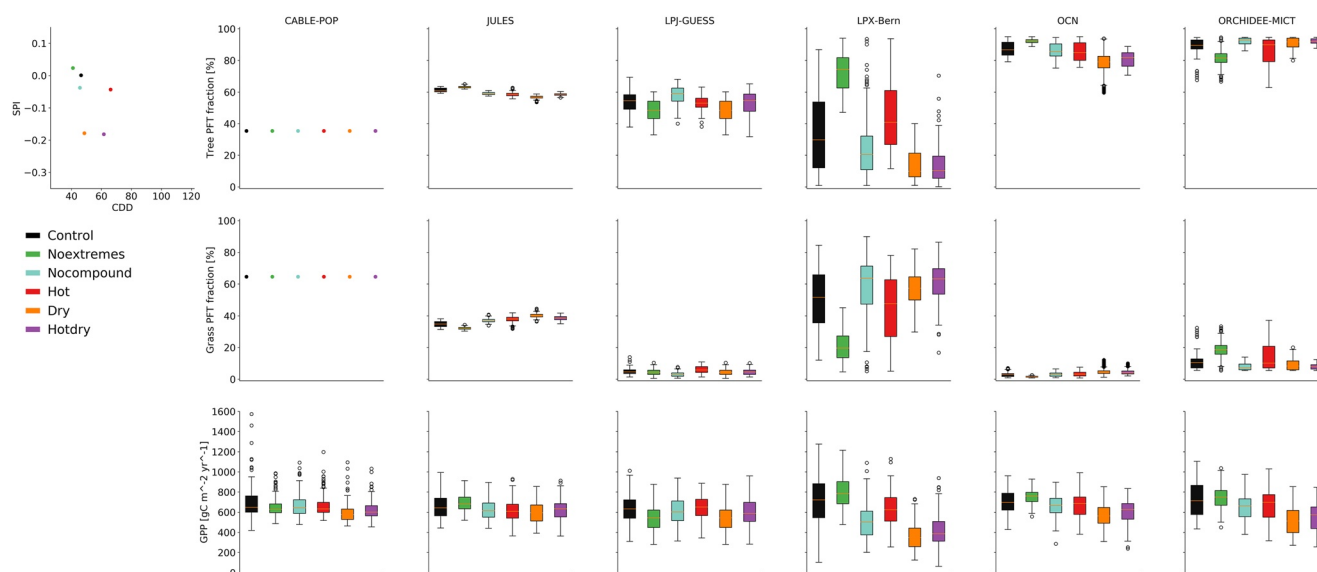 CABLE-POP JULES LPJ-GUESS LPX-Bern OCN ORCHIDEE-MICT
SPI
0.1
0.0
−0.1
−0.2
−0.3
40 60 80 100 120
CDD
Tree PFT fraction [%]
100
80
60
40
20
0
Control
Noextremes
Nocompound
Hot
Dry
Hotdry
Grass PFT fraction [%]
100
80
60
40
20
0
GPP [gC m^-2 yr^-1]
1600
1400
1200
1000
800
600
400
200
0